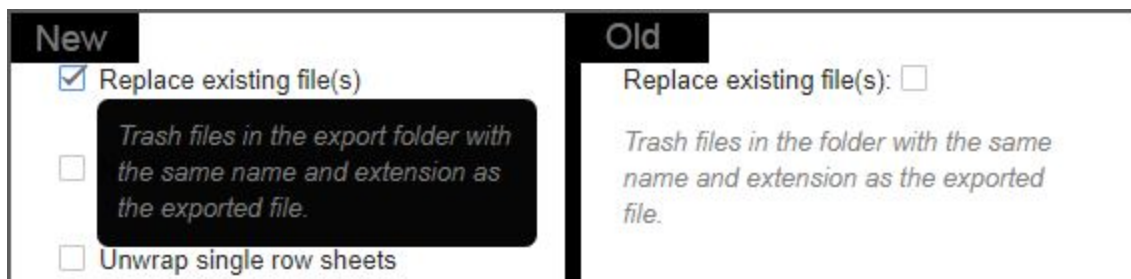 New
Replace existing file(s)
Trash files in the export folder with
the same name and extension as
the exported file.
Unwrap single row sheets
Old
Replace existing file(s):
Trash files in the folder with the same
name and extension as the exported
file.